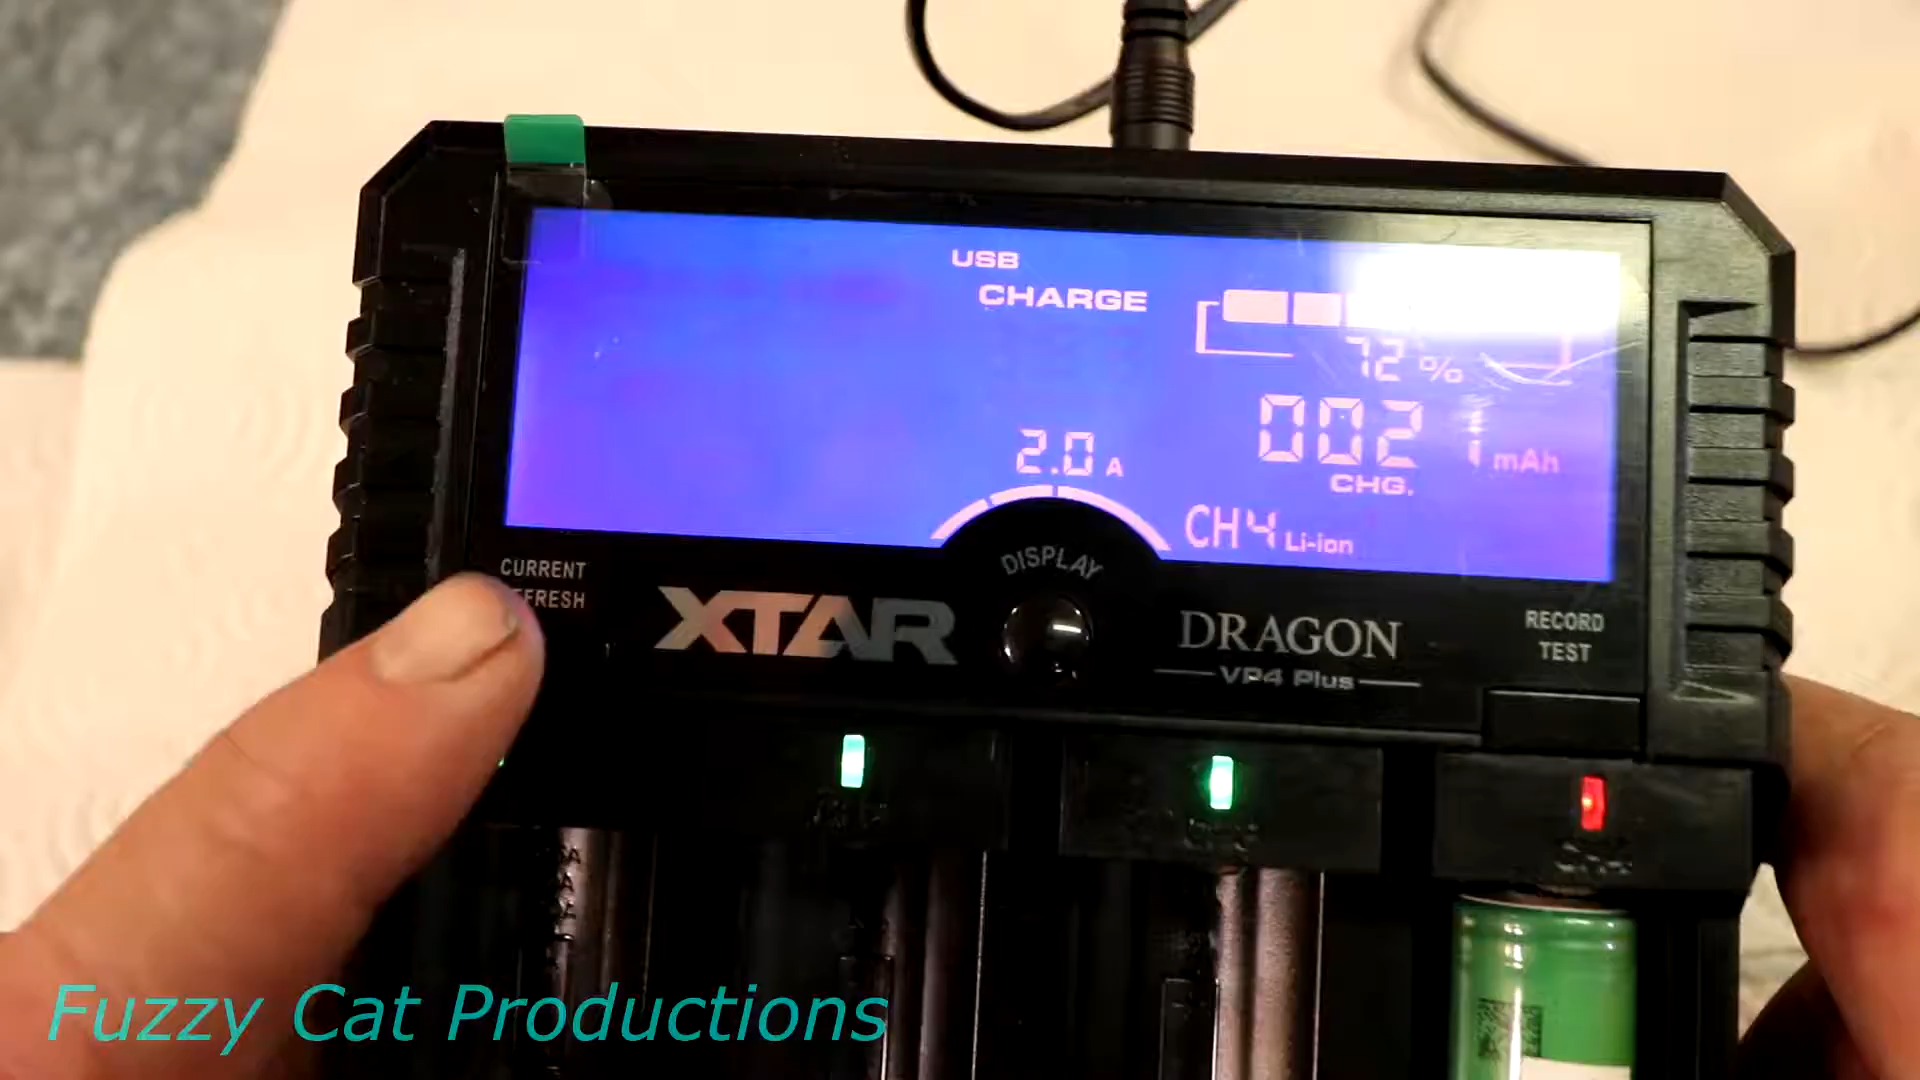 USB
CHARGE
72 %
2.0 A
0021 mAh
CHG.
CH4 Li-ion
CURRENT
DISPLAY
XTAR
DRAGON
VP4 Plus
RECORD
TEST
Fuzzy Cat Productions